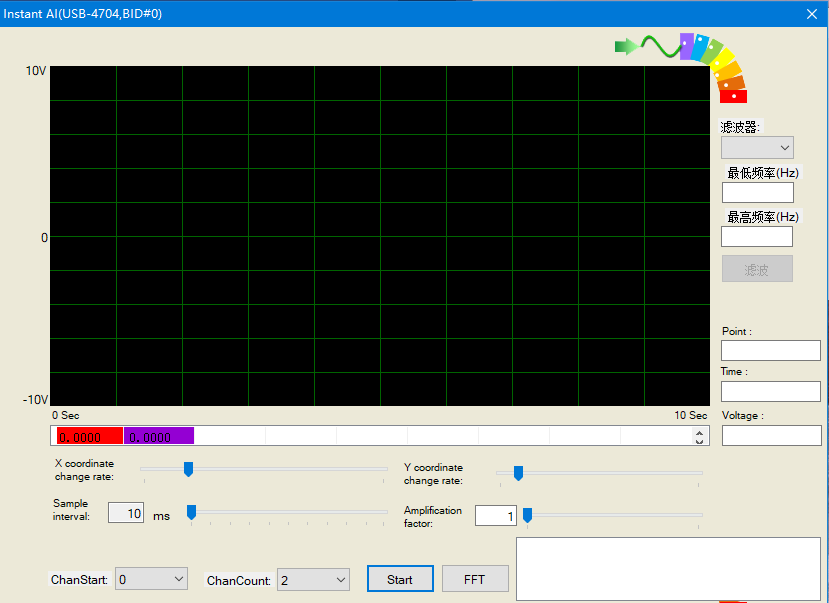 Instant AI(USB-4704,BID#0)
10V
0
-10V
0 Sec
10 Sec
0.0000
0.0000
滤波器:
最低频率(Hz)
最高频率(Hz)
滤波
Point :
Time :
Voltage :
X coordinate
change rate:
Y coordinate
change rate:
Sample
interval:
10
ms
Amplification
factor:
1
ChanStart:
0
ChanCount:
2
Start
FFT